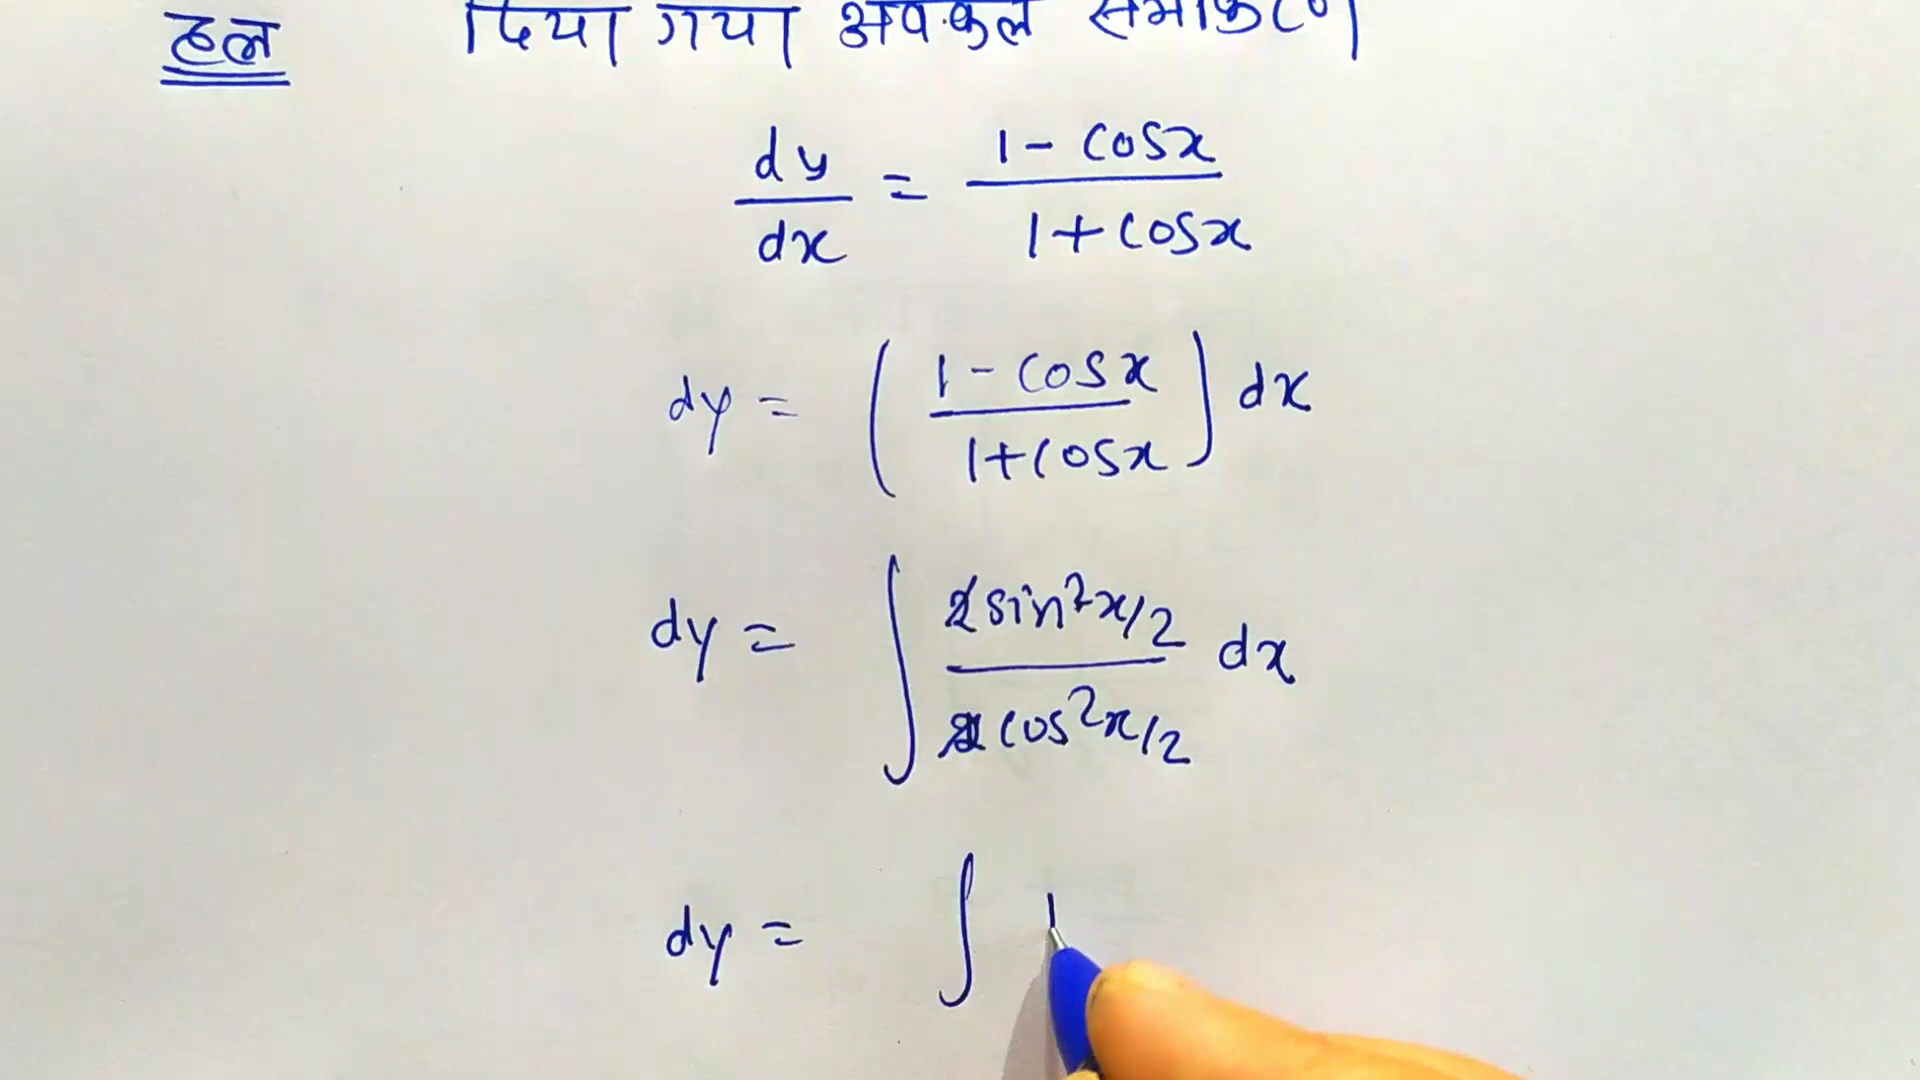 हल दिया गया अवकल समीकरण
dy/dx = (1 - cosx)/(1 + cosx)
dy = ((1 - cosx)/(1 + cosx)) dx
dy = ∫ (2sin²x/2)/(2cos²x/2) dx
dy = ∫